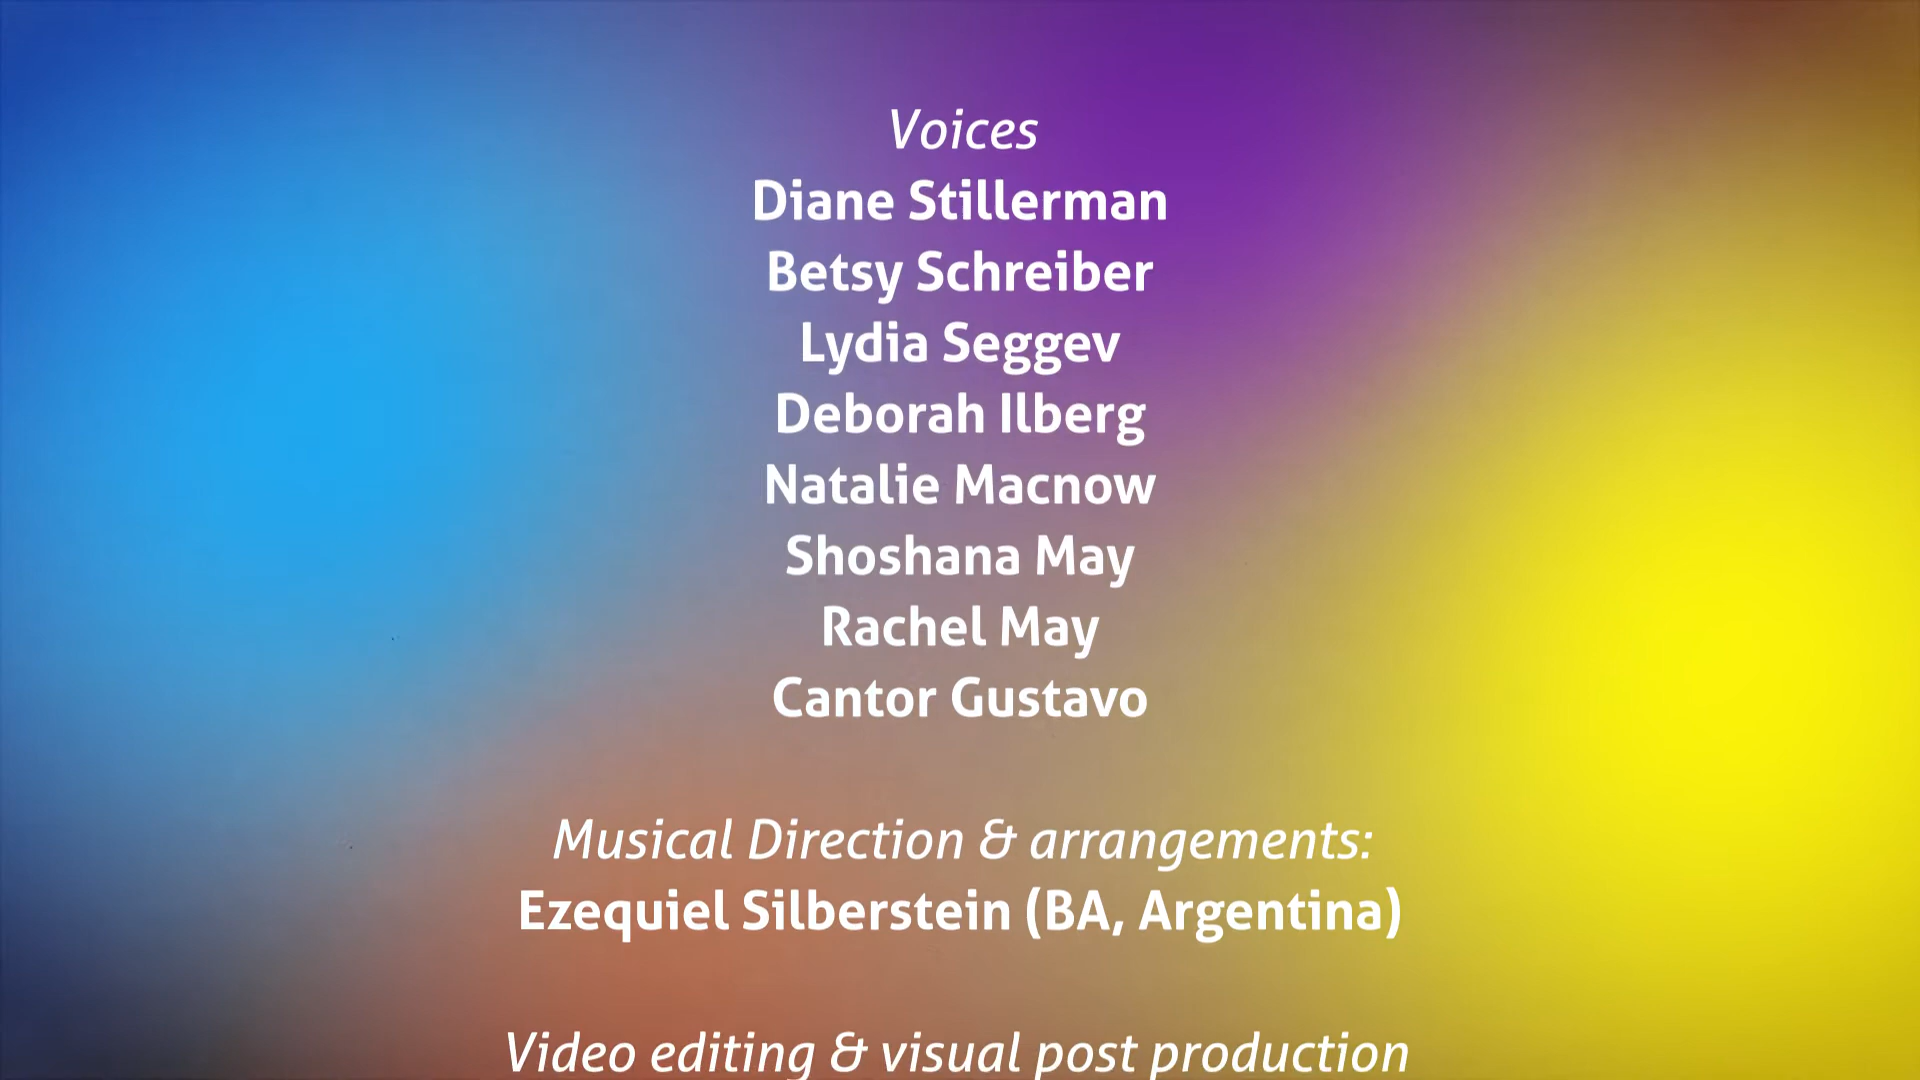 Voices
Diane Stillerman
Betsy Schreiber
Lydia Seggev
Deborah Ilberg
Natalie Macnow
Shoshana May
Rachel May
Cantor Gustavo
Musical Direction & arrangements:
Ezequiel Silberstein (BA, Argentina)
Video editing & visual post production